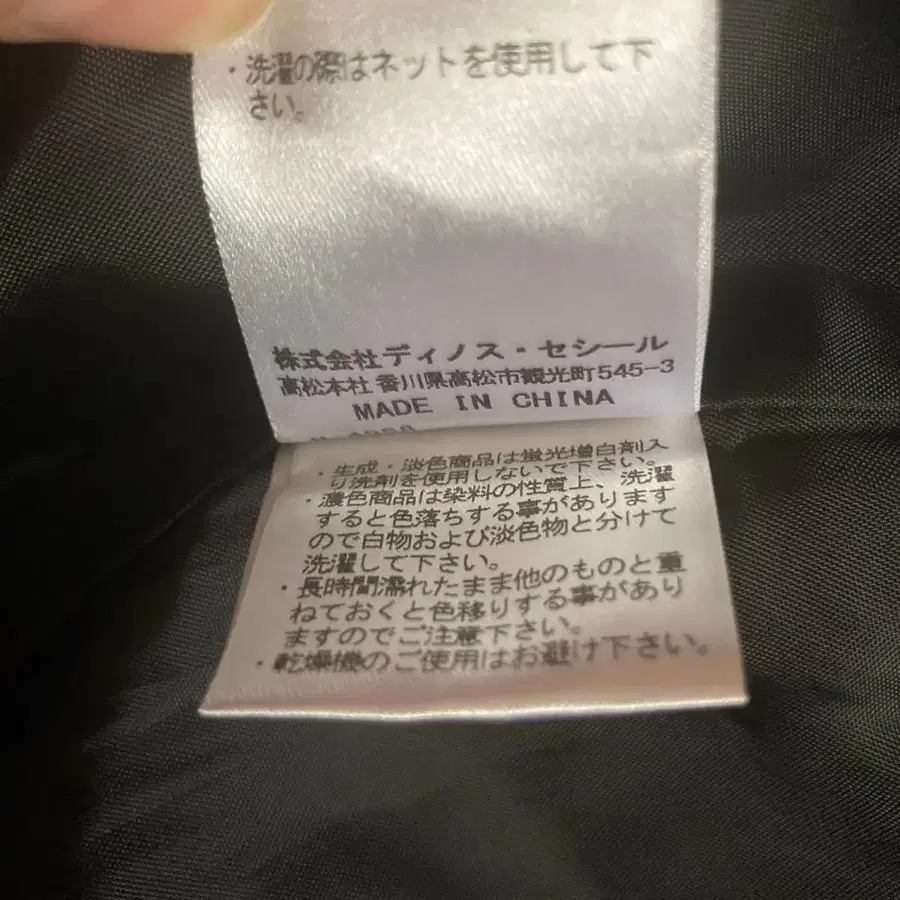 ・洗濯の際はネットを使用して下
さい。
株式会社ディノス・セシール
高松本社 香川県高松市観光町545-3
MADE IN CHINA
・生成・淡色商品は蛍光増白剤入
り洗剤を使用しないで下さい。
・濃色商品は染料の性質上、洗濯
すると色落ちする事があります
ので白物および淡色物と分けて
洗濯して下さい。
・長時間濡れたまま他のものと重
ねておくと色移りする事があり
ますのでご注意下さい。
・乾燥機のご使用はお避け下さい。